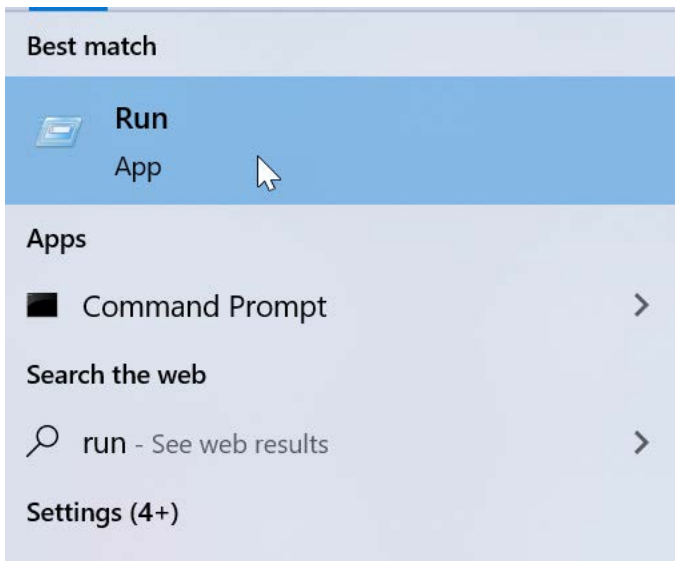 Best match
Run
App
Apps
Command Prompt
Search the web
run - See web results
Settings (4+)